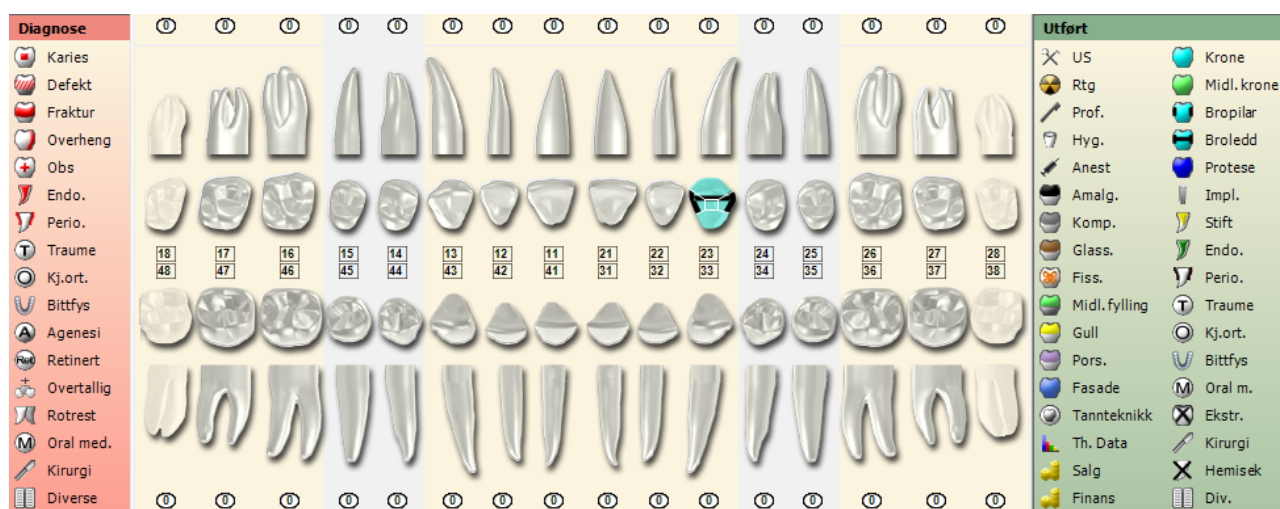 Diagnose
Karies
Defekt
Fraktur
Overheng
Obs
Endo.
Perio.
T Traume
Kj.ort.
Bittfys
A Agenesi
Ret Retinert
Overtallig
Rotrest
M Oral med.
Kirurgi
Diverse
0 0 0 0 0 0 0 0 0 0 0 0 0 0 0 0
18 17 16 15 14 13 12 11 21 22 23 24 25 26 27 28
48 47 46 45 44 43 42 41 31 32 33 34 35 36 37 38
0 0 0 0 0 0 0 0 0 0 0 0 0 0 0 0
Utført
US
Rtg
Prof.
Hyg.
Anest
Amalg.
Komp.
Glass.
Fiss.
Midl.fylling
Gull
Pors.
Fasade
Tannteknikk
Th. Data
Salg
Finans
Krone
Midl.krone
Bropilar
Broledd
Protese
Impl.
Stift
Endo.
Perio.
T Traume
Kj.ort.
Bittfys
M Oral m.
Ekstr.
Kirurgi
Hemisek
Div.